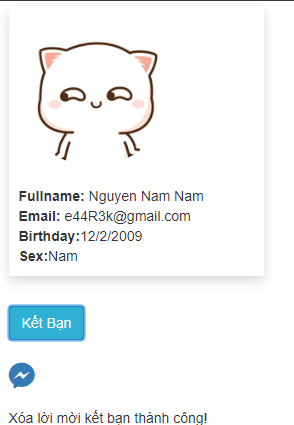 Fullname: Nguyen Nam Nam
Email: e44R3k@gmail.com
Birthday:12/2/2009
Sex:Nam
Kết Bạn
Xóa lời mời kết bạn thành công!